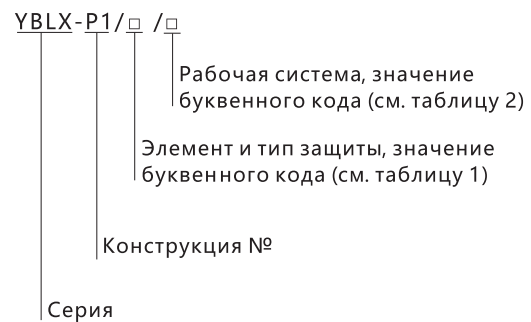 YBLX-P1/□ /□
Рабочая система, значение
буквенного кода (см. таблицу 2)
Элемент и тип защиты, значение
буквенного кода (см. таблицу 1)
Конструкция №
Серия